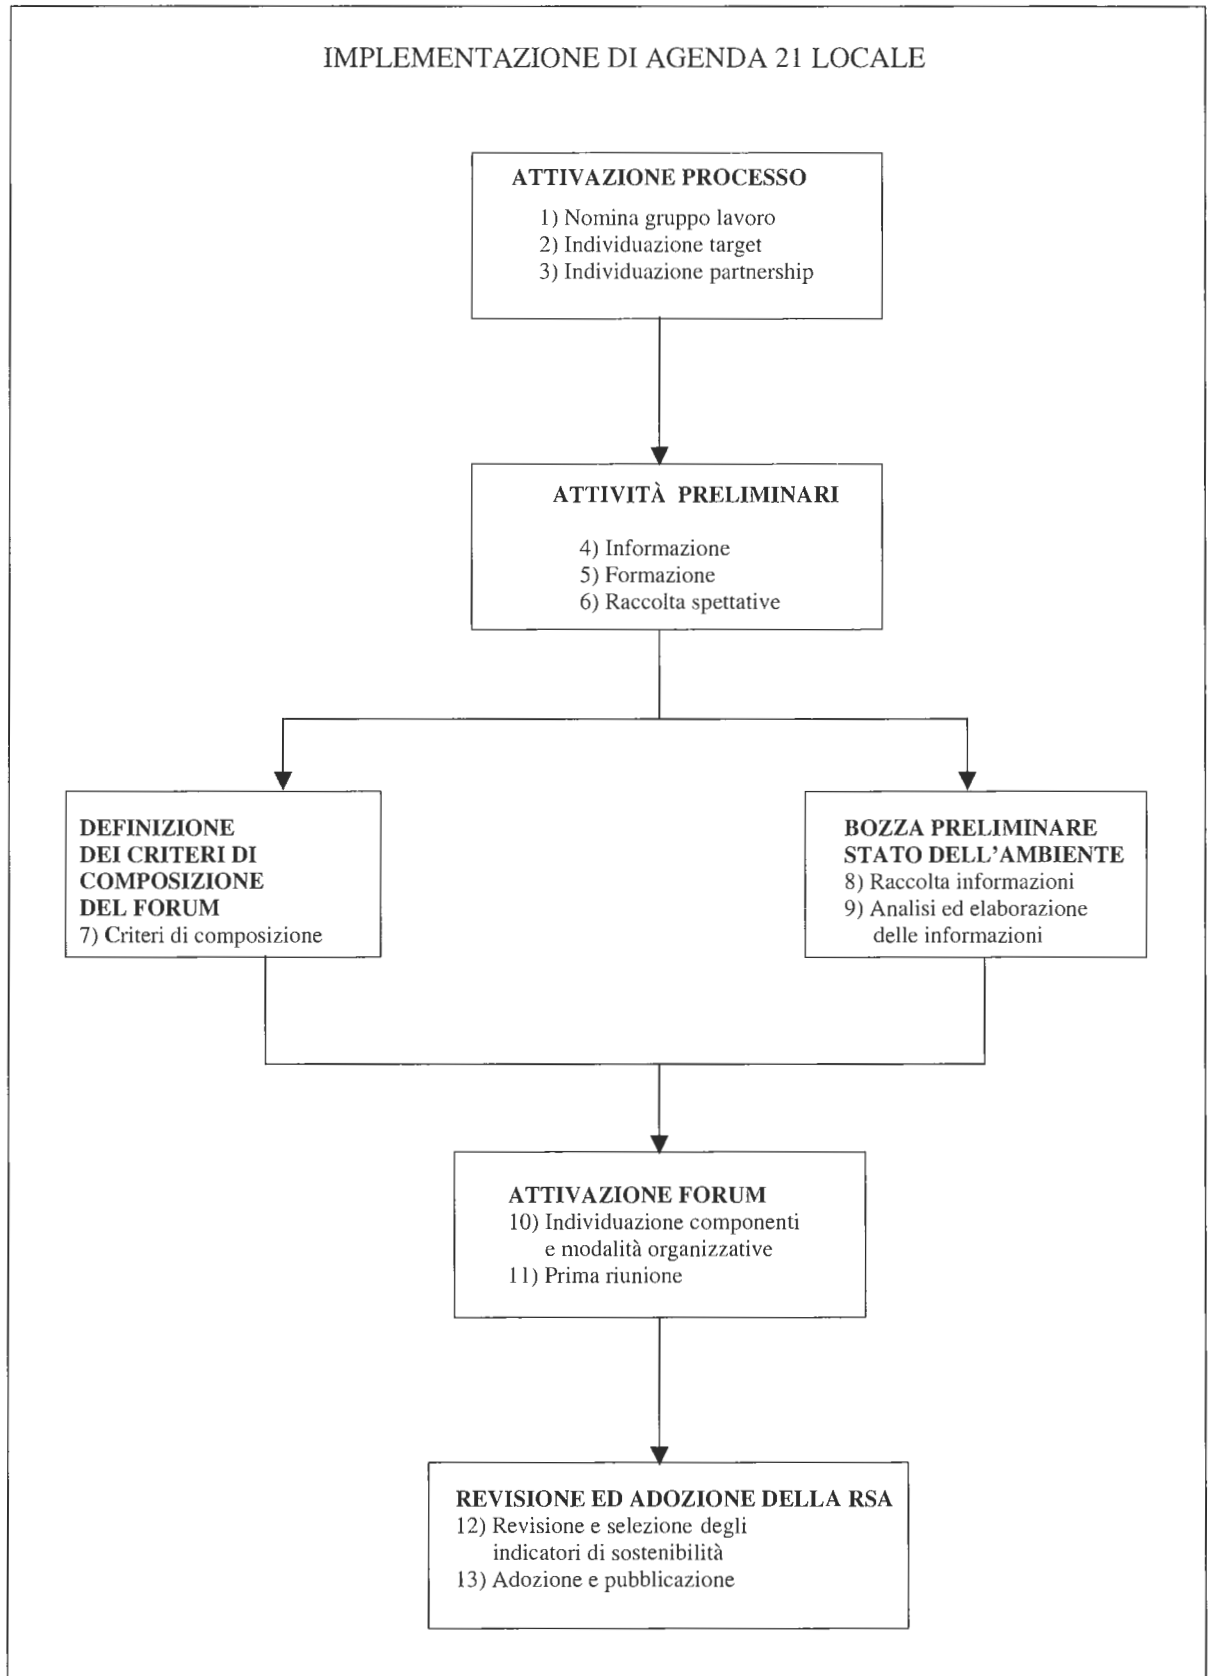 IMPLEMENTAZIONE DI AGENDA 21 LOCALE
ATTIVAZIONE PROCESSO
1) Nomina gruppo lavoro
2) Individuazione target
3) Individuazione partnership
ATTIVITÀ PRELIMINARI
4) Informazione
5) Formazione
6) Raccolta spettative
DEFINIZIONE
DEI CRITERI DI
COMPOSIZIONE
DEL FORUM
7) Criteri di composizione
BOZZA PRELIMINARE
STATO DELL'AMBIENTE
8) Raccolta informazioni
9) Analisi ed elaborazione
delle informazioni
ATTIVAZIONE FORUM
10) Individuazione componenti
e modalità organizzative
11) Prima riunione
REVISIONE ED ADOZIONE DELLA RSA
12) Revisione e selezione degli
indicatori di sostenibilità
13) Adozione e pubblicazione